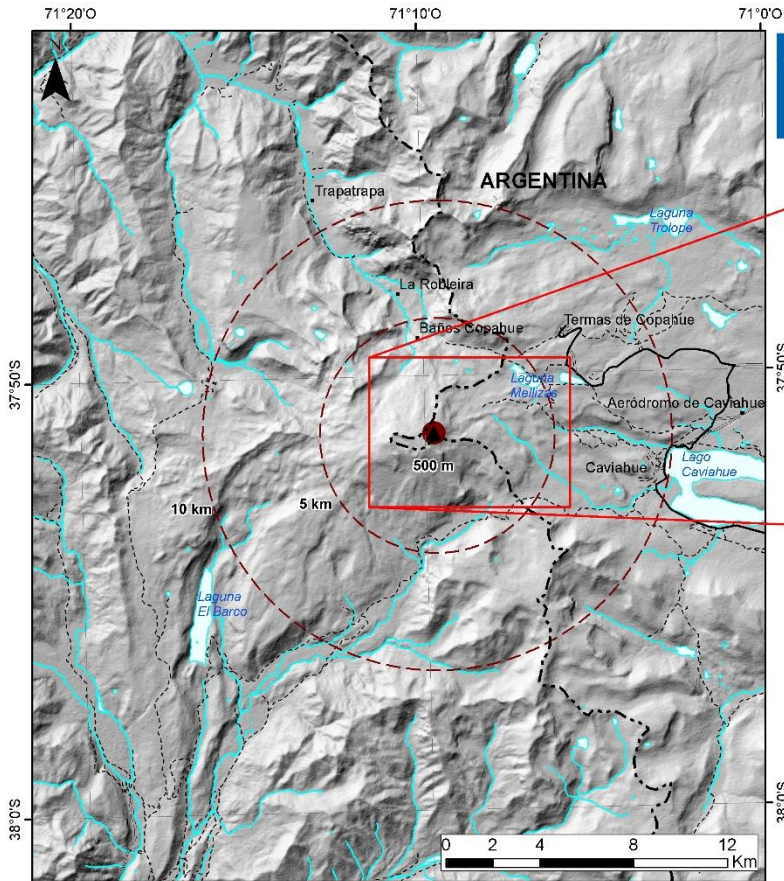 71°20'O
71°10'O
71°0'O
N
ARGENTINA
Trapatrapa
Laguna
Trolope
La Robleira
Termas de Copahue
Baños Copahue
37°50'S
37°50'S
Laguna
Mellizas
Aeródromo de Caviahue
Lago
Caviahue
Caviahue
500 m
5 km
10 km
Laguna
El Barco
38°0'S
38°0'S
0 2 4 8 12
Km